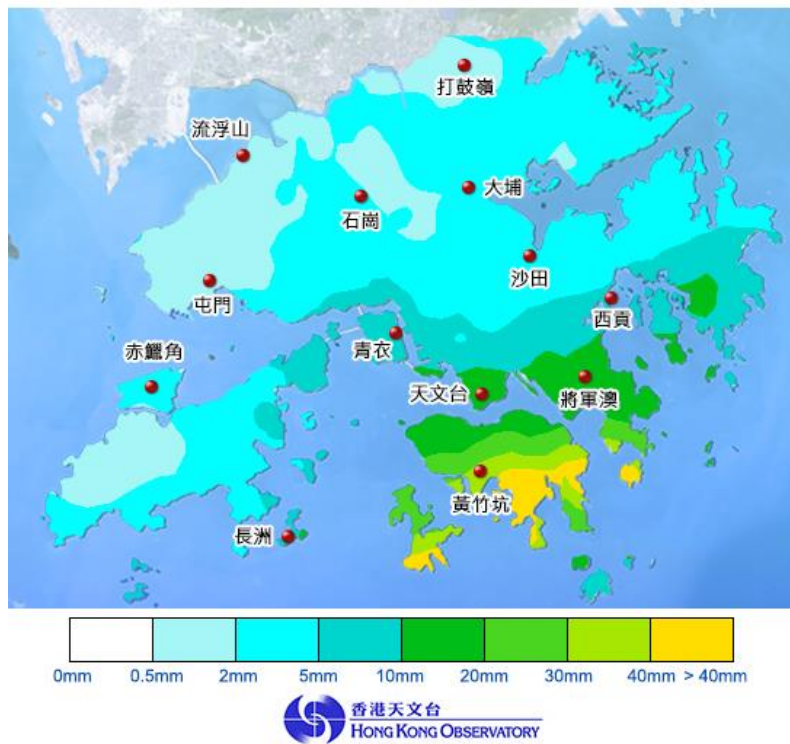 打鼓嶺
流浮山
大埔
石崗
沙田
屯門
西貢
青衣
赤鱲角
天文台
將軍澳
黃竹坑
長洲
0mm 0.5mm 2mm 5mm 10mm 20mm 30mm 40mm > 40mm
香港天文台
HONG KONG OBSERVATORY